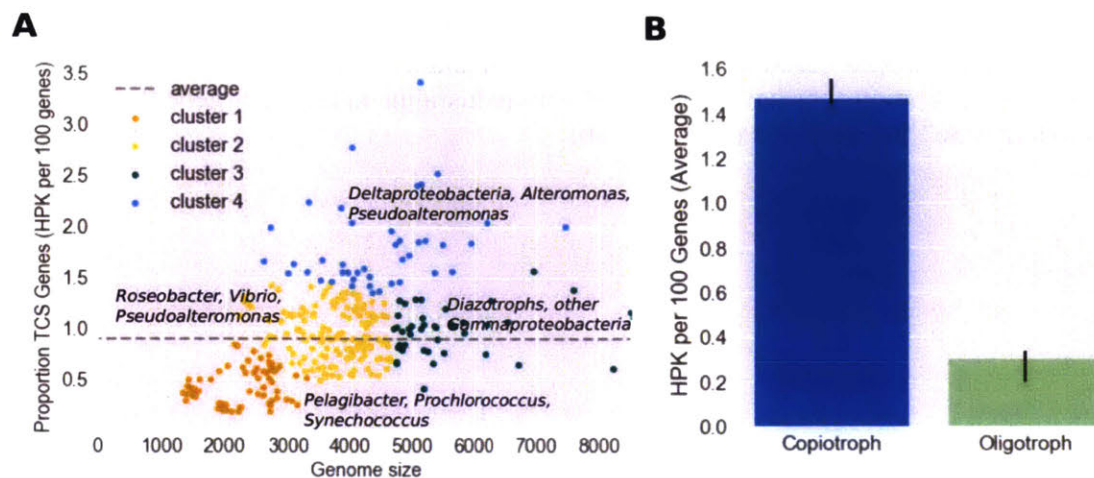 A
Proportion TCS Genes (HPK per 100 genes)
3.5
3.0
2.5
2.0
1.5
1.0
0.5
average
cluster 1
cluster 2
cluster 3
cluster 4
Deltaproteobacteria, Alteromonas,
Pseudoalteromonas
Roseobacter, Vibrio,
Pseudoalteromonas
Diazotrophs, other
Gammaproteobacteria
Pelagibacter, Prochlorococcus,
Synechococcus
0 1000 2000 3000 4000 5000 6000 7000 8000
Genome size
B
HPK per 100 Genes (Average)
1.6
1.4
1.2
1.0
0.8
0.6
0.4
0.2
0.0
Copiotroph Oligotroph